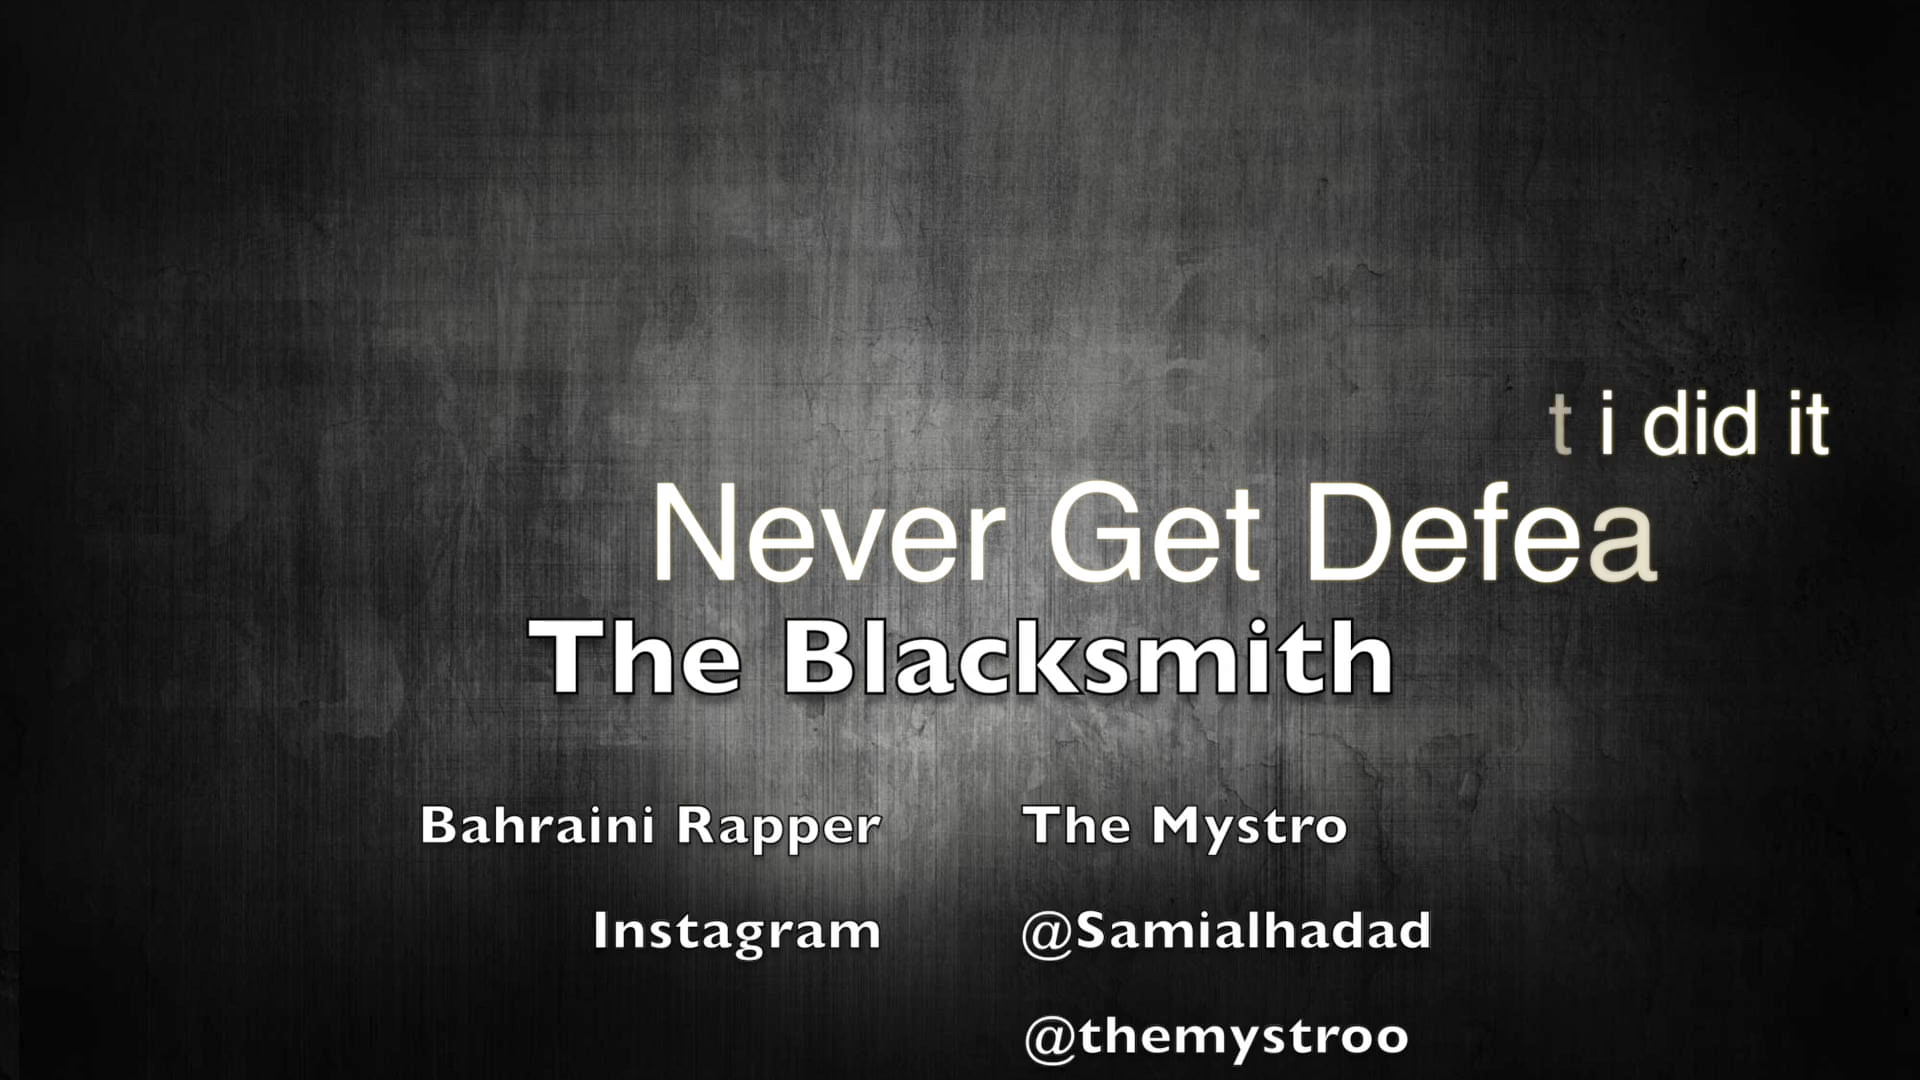 t i did it
Never Get Defea
The Blacksmith
Bahraini Rapper The Mystro
Instagram @Samialhadad
@themystroo